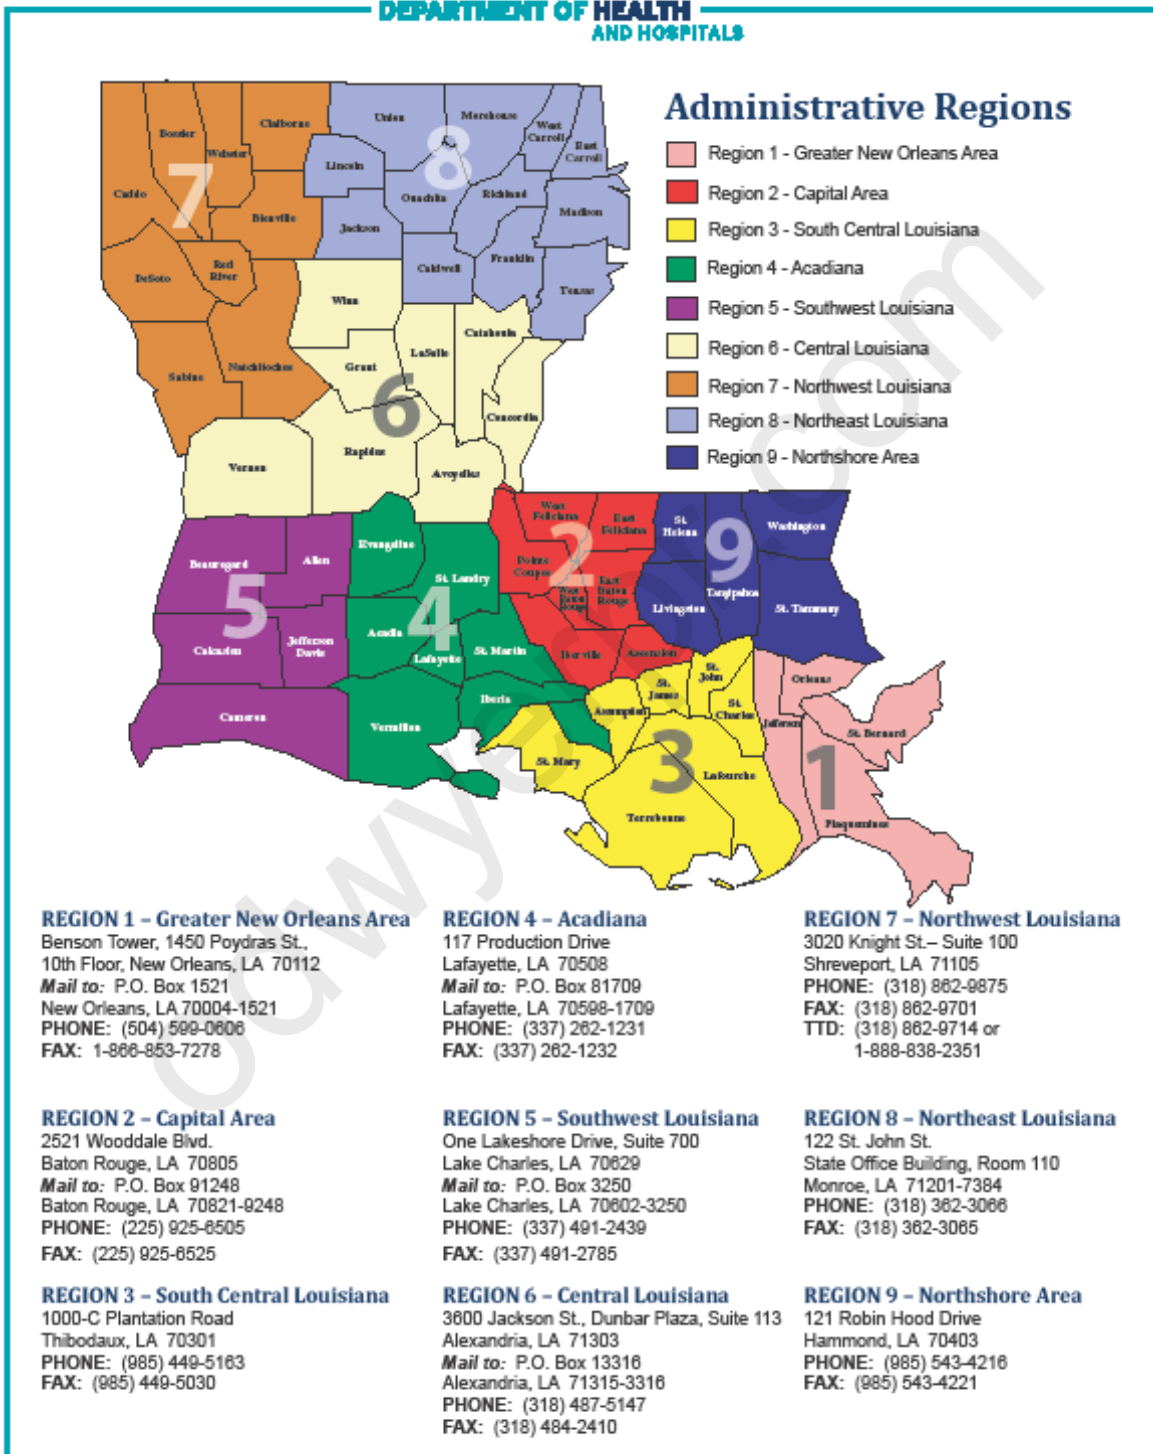 DEPARTMENT OF HEALTH
AND HOSPITALS
Administrative Regions
Region 1 - Greater New Orleans Area
Region 2 - Capital Area
Region 3 - South Central Louisiana
Region 4 - Acadiana
Region 5 - Southwest Louisiana
Region 6 - Central Louisiana
Region 7 - Northwest Louisiana
Region 8 - Northeast Louisiana
Region 9 - Northshore Area
7
Caddo
Bossier
Webster
Claiborne
Bienville
DeSoto
Red
River
Sabine
Natchitoches
8
Union
Morehouse
West
Carroll
East
Carroll
Lincoln
Ouachita
Richland
Madison
Jackson
Caldwell
Franklin
Tensas
6
Winn
Grant
LaSalle
Catahoula
Concordia
Vernon
Rapides
Avoyelles
5
Beauregard
Allen
Calcasieu
Jefferson
Davis
Cameron
4
Evangeline
St. Landry
Acadia
Lafayette
St. Martin
Iberia
Vermilion
2
West
Feliciana
East
Feliciana
Pointe
Coupee
West
Baton
Rouge
East
Baton
Rouge
Iberville
Ascension
9
St.
Helena
Washington
Livingston
Tangipahoa
St. Tammany
3
St.
James
St.
John
St.
Charles
Assumption
St. Mary
Lafourche
Terrebonne
1
Orleans
Jefferson
St. Bernard
Plaquemines
REGION 1 – Greater New Orleans Area
Benson Tower, 1450 Poydras St.,
10th Floor, New Orleans, LA 70112
Mail to: P.O. Box 1521
New Orleans, LA 70004-1521
PHONE: (504) 599-0606
FAX: 1-866-853-7278
REGION 2 – Capital Area
2521 Wooddale Blvd.
Baton Rouge, LA 70805
Mail to: P.O. Box 91248
Baton Rouge, LA 70821-9248
PHONE: (225) 925-6505
FAX: (225) 925-6525
REGION 3 – South Central Louisiana
1000-C Plantation Road
Thibodaux, LA 70301
PHONE: (985) 449-5163
FAX: (985) 449-5030
REGION 4 – Acadiana
117 Production Drive
Lafayette, LA 70508
Mail to: P.O. Box 81709
Lafayette, LA 70598-1709
PHONE: (337) 262-1231
FAX: (337) 262-1232
REGION 5 – Southwest Louisiana
One Lakeshore Drive, Suite 700
Lake Charles, LA 70629
Mail to: P.O. Box 3250
Lake Charles, LA 70602-3250
PHONE: (337) 491-2439
FAX: (337) 491-2785
REGION 6 – Central Louisiana
3600 Jackson St., Dunbar Plaza, Suite 113
Alexandria, LA 71303
Mail to: P.O. Box 13316
Alexandria, LA 71315-3316
PHONE: (318) 487-5147
FAX: (318) 484-2410
REGION 7 – Northwest Louisiana
3020 Knight St.– Suite 100
Shreveport, LA 71105
PHONE: (318) 862-9875
FAX: (318) 862-9701
TTD: (318) 862-9714 or
1-888-838-2351
REGION 8 – Northeast Louisiana
122 St. John St.
State Office Building, Room 110
Monroe, LA 71201-7384
PHONE: (318) 362-3066
FAX: (318) 362-3065
REGION 9 – Northshore Area
121 Robin Hood Drive
Hammond, LA 70403
PHONE: (985) 543-4216
FAX: (985) 543-4221